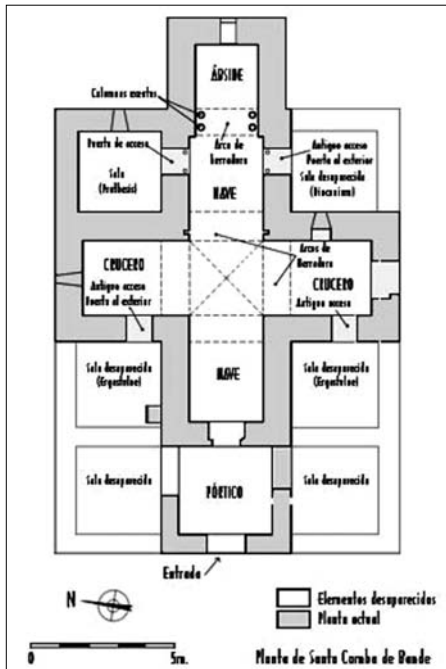 ÁBSIDE
Columnas exentas
Puerta de acceso
Arco de
herradura
Antiguo acceso
Puerta al exterior
Sala
(Prothesis)
Sala desaparecida
(Diaconium)
NAVE
Arcos de
herradura
CRUCERO
Antiguo acceso
Puerta al exterior
CRUCERO
Antiguo acceso
Sala desaparecida
(Ergastulae)
NAVE
Sala desaparecida
(Ergastulae)
Sala desaparecida
PÓRTICO
Sala desaparecida
Entrada
N
Elementos desaparecidos
Planta actual
0
5m.
Planta de Santa Comba de Bande